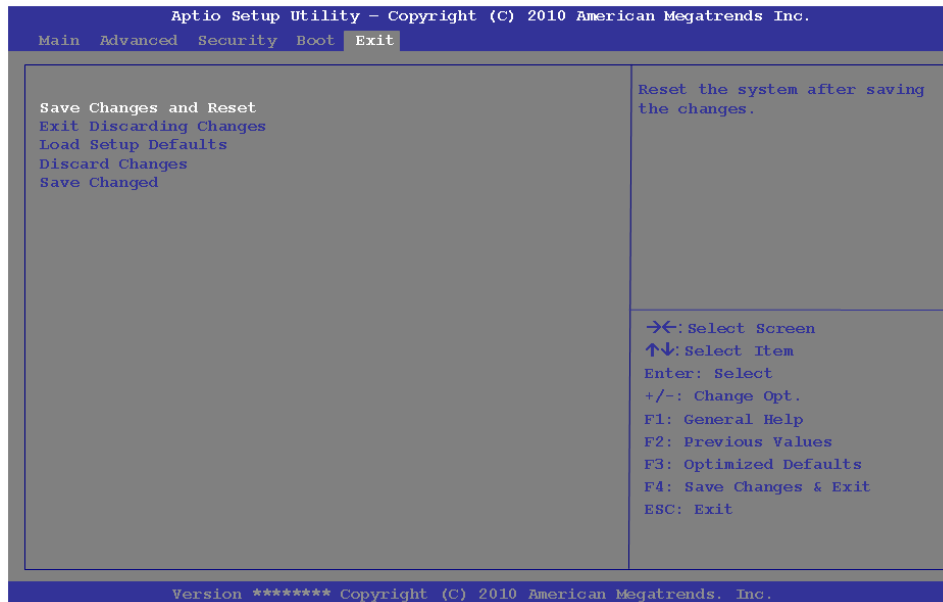 Aptio Setup Utility – Copyright (C) 2010 American Megatrends Inc.
Main Advanced Security Boot Exit
Save Changes and Reset
Exit Discarding Changes
Load Setup Defaults
Discard Changes
Save Changed
Reset the system after saving
the changes.
→←: Select Screen
↑↓: Select Item
Enter: Select
+/-: Change Opt.
F1: General Help
F2: Previous Values
F3: Optimized Defaults
F4: Save Changes & Exit
ESC: Exit
Version ******** Copyright (C) 2010 American Megatrends. Inc.